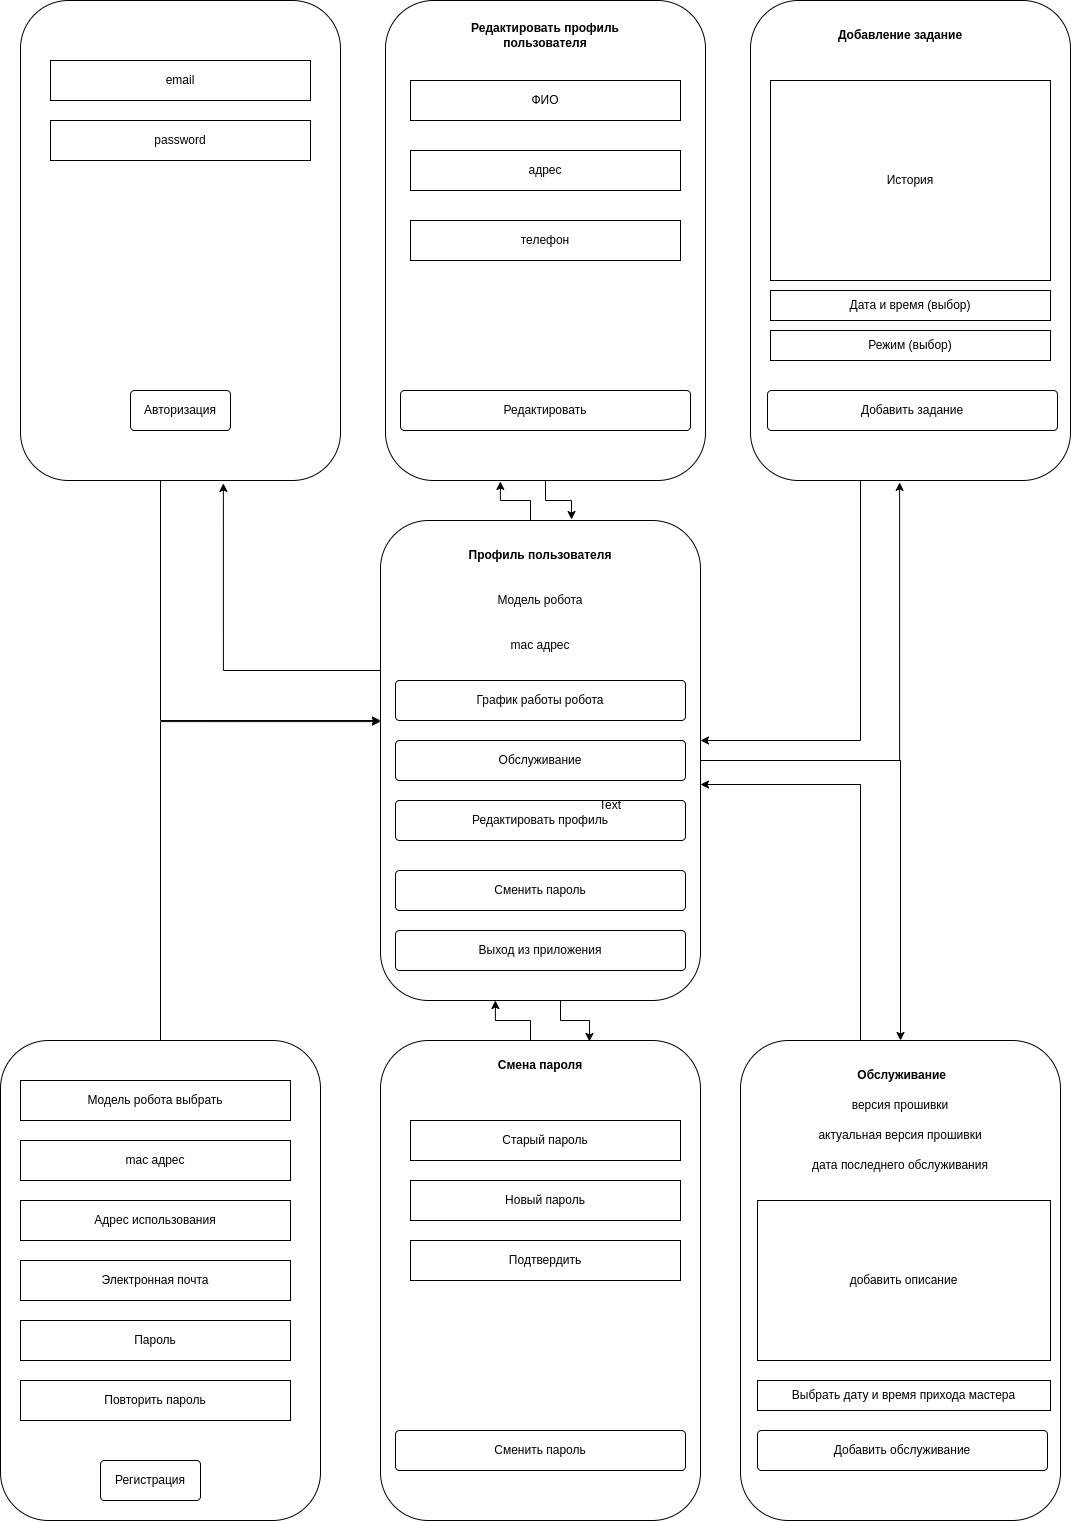 email
password
Авторизация
Редактировать профиль
пользователя
ФИО
адрес
телефон
Редактировать
Добавление задание
История
Дата и время (выбор)
Режим (выбор)
Добавить задание
Профиль пользователя
Модель робота
mac адрес
График работы робота
Обслуживание
Text
Редактировать профиль
Сменить пароль
Выход из приложения
Модель робота выбрать
mac адрес
Адрес использования
Электронная почта
Пароль
Повторить пароль
Регистрация
Смена пароля
Старый пароль
Новый пароль
Подтвердить
Сменить пароль
Обслуживание
версия прошивки
актуальная версия прошивки
дата последнего обслуживания
добавить описание
Выбрать дату и время прихода мастера
Добавить обслуживание